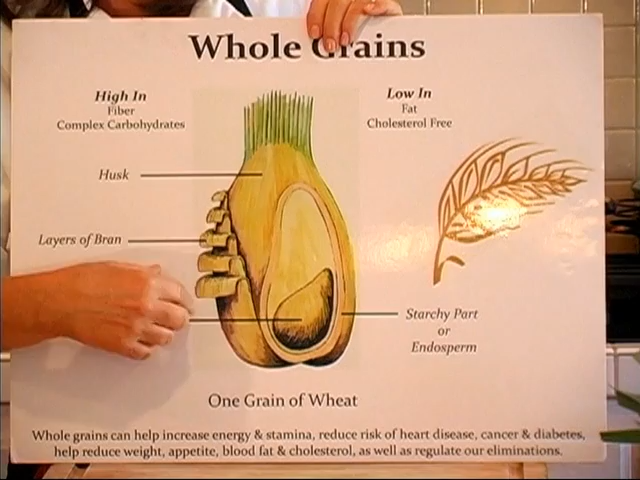 Whole Grains
High In
Fiber
Complex Carbohydrates
Low In
Fat
Cholesterol Free
Husk
Layers of Bran
Starchy Part
or
Endosperm
One Grain of Wheat
Whole grains can help increase energy & stamina, reduce risk of heart disease, cancer & diabetes,
help reduce weight, appetite, blood fat & cholesterol, as well as regulate our eliminations.